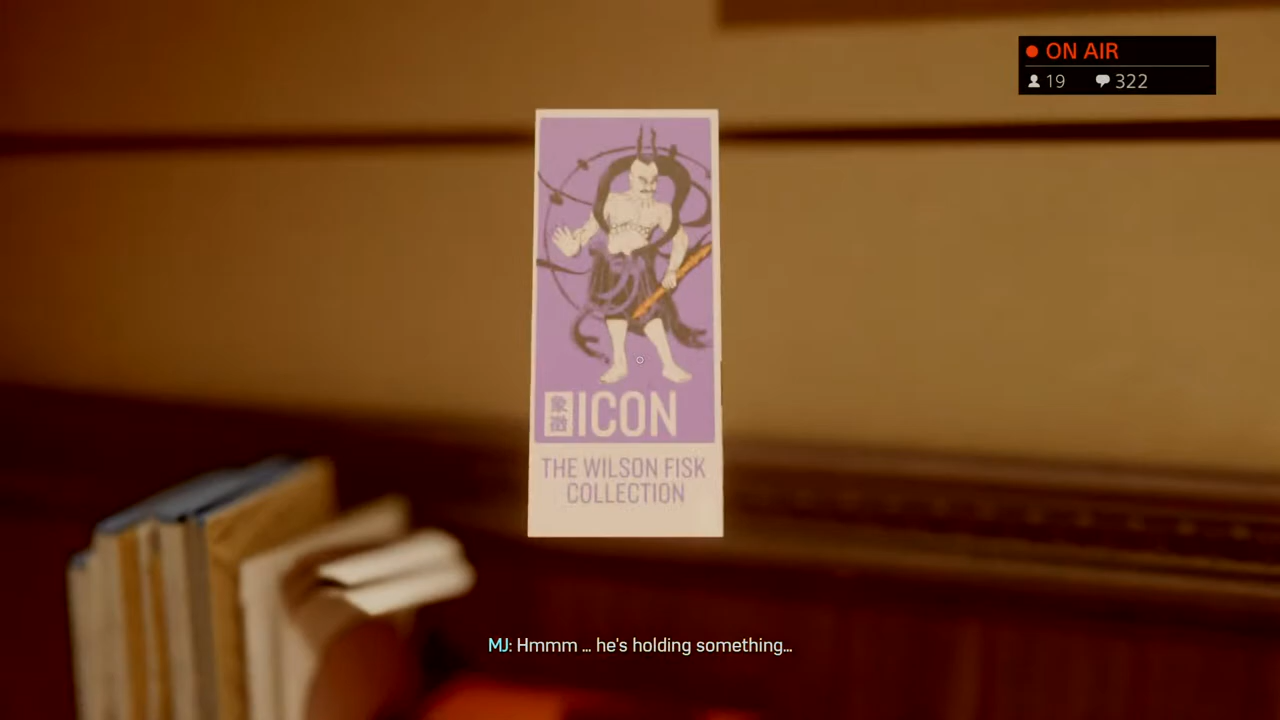 ON AIR
19 322
ICON
THE WILSON FISK
COLLECTION
MJ: Hmmm ... he's holding something...